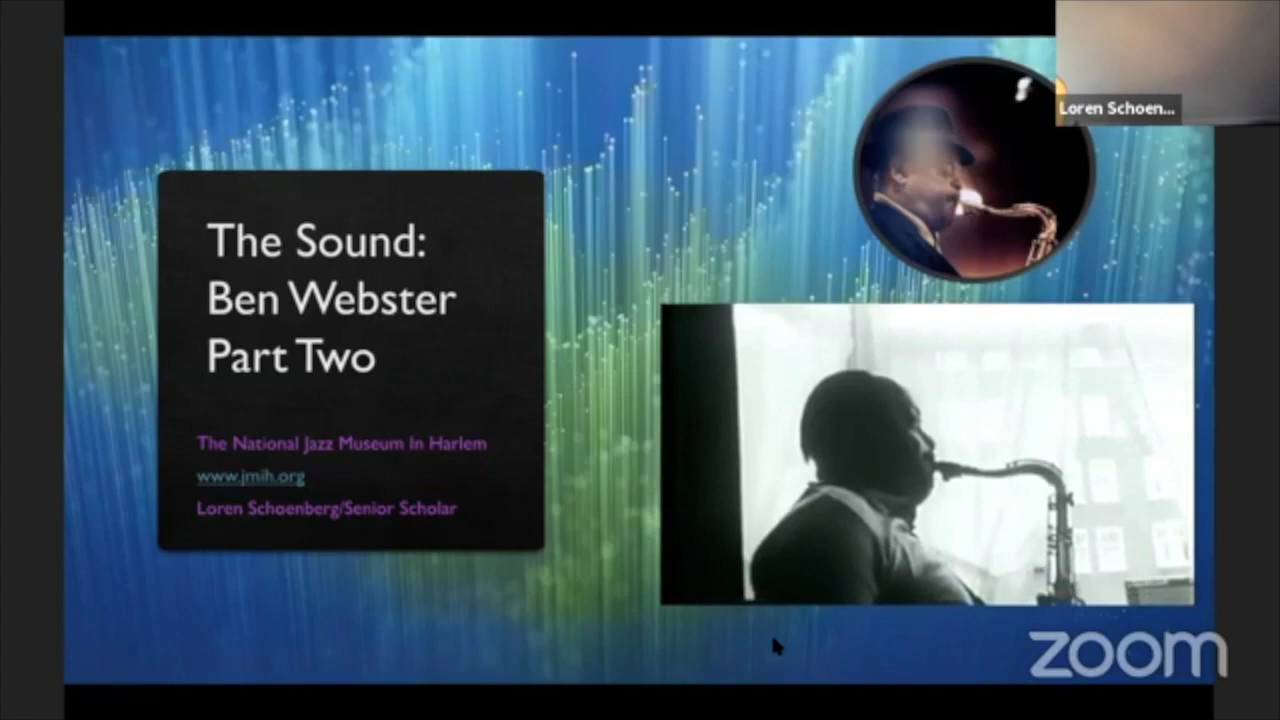 Loren Schoen...
The Sound:
Ben Webster
Part Two
The National Jazz Museum In Harlem
www.jmih.org
Loren Schoenberg/Senior Scholar
zoom